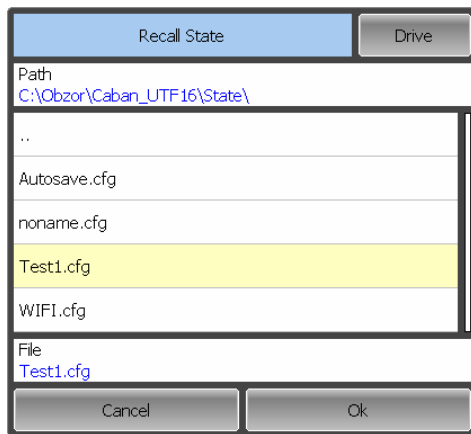 Recall State
Drive
Path
C:\Obzor\Caban_UTF16\State\
..
Autosave.cfg
noname.cfg
Test1.cfg
WIFI.cfg
File
Test1.cfg
Cancel
Ok